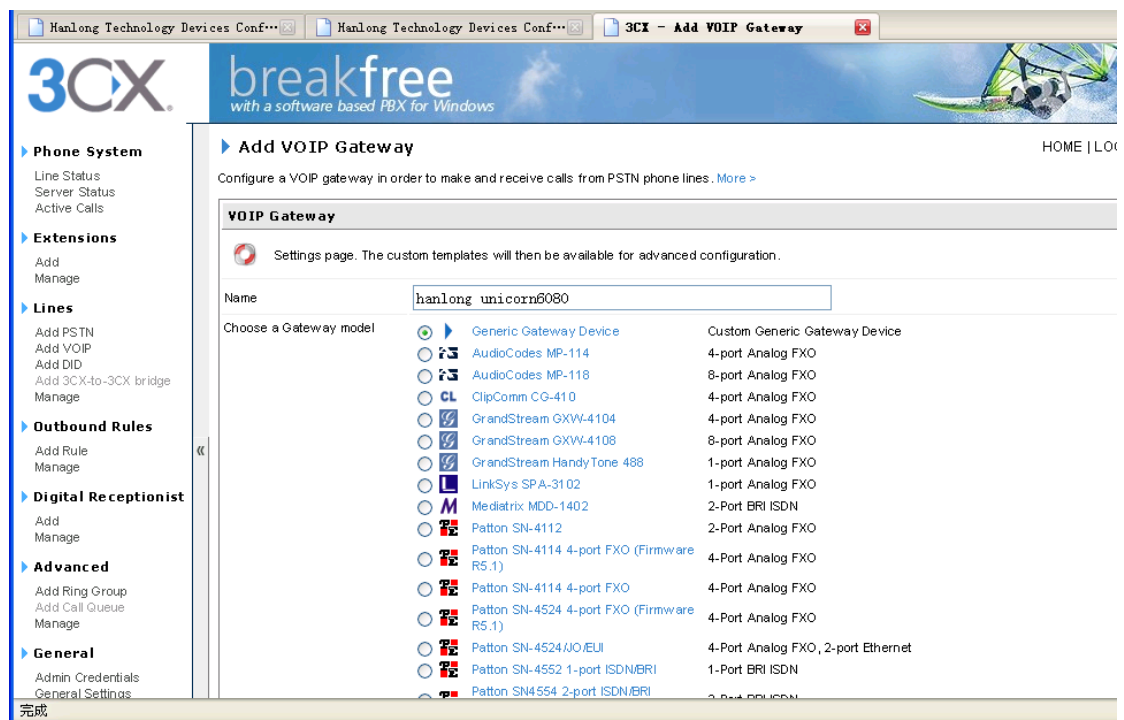 Hanlong Technology Devices Conf…
Hanlong Technology Devices Conf…
3CX - Add VOIP Gateway
3CX.
breakfree
with a software based PBX for Windows
Phone System
Line Status
Server Status
Active Calls
Extensions
Add
Manage
Lines
Add PSTN
Add VOIP
Add DID
Add 3CX-to-3CX bridge
Manage
Outbound Rules
Add Rule
Manage
Digital Receptionist
Add
Manage
Advanced
Add Ring Group
Add Call Queue
Manage
General
Admin Credentials
General Settings
«
Add VOIP Gateway
HOME | LO
Configure a VOIP gateway in order to make and receive calls from PSTN phone lines. More >
VOIP Gateway
Settings page. The custom templates will then be available for advanced configuration.
Name hanlong unicorn6080
Choose a Gateway model
Generic Gateway Device Custom Generic Gateway Device
AudioCodes MP-114 4-port Analog FXO
AudioCodes MP-118 8-port Analog FXO
CL ClipComm CG-410 4-port Analog FXO
GrandStream GXW-4104 4-port Analog FXO
GrandStream GXW-4108 8-port Analog FXO
GrandStream HandyTone 488 1-port Analog FXO
LinkSys SPA-3102 1-port Analog FXO
M Mediatrix MDD-1402 2-Port BRI ISDN
Patton SN-4112 2-Port Analog FXO
Patton SN-4114 4-port FXO (Firmware
R5.1) 4-Port Analog FXO
Patton SN-4114 4-port FXO 4-Port Analog FXO
Patton SN-4524 4-port FXO (Firmware
R5.1) 4-Port Analog FXO
Patton SN-4524/JO/EUI 4-Port Analog FXO, 2-port Ethernet
Patton SN-4552 1-port ISDN/BRI 1-Port BRI ISDN
Patton SN4554 2-port ISDN/BRI
2-Port BRI ISDN
完成